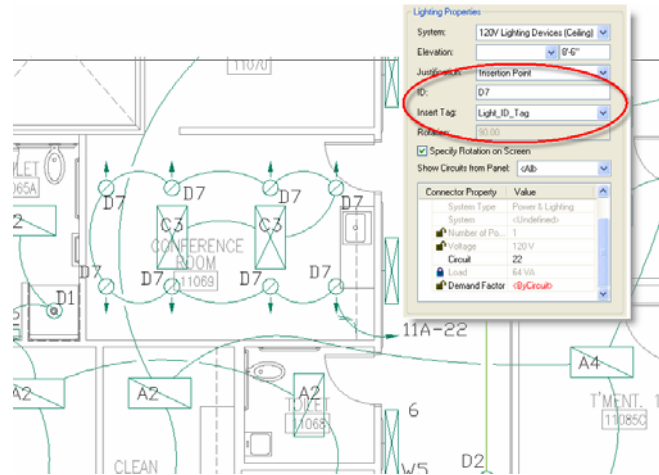 Lighting Properties
System: 120V Lighting Devices (Ceiling)
Elevation: 8'-6"
Justification: Insertion Point
ID: D7
Insert Tag: Light_ID_Tag
Rotation: 90.00
Specify Rotation on Screen
Show Circuits from Panel: <All>
Connector Property Value
System Type Power & Lighting
System <Undefined>
Number of Po... 1
Voltage 120 V
Circuit 22
Load 64 VA
Demand Factor <ByCircuit>
11070
D7 D7 D7 D7
C3 C3
CONFERENCE
ROOM
11069
D7 D7 D7 D7
065A
A2
D1
11A-22
A2
A2
TOILET
A2
11068
6
A4
T'MENT. 1
11085C
CLEAN
W5
D2